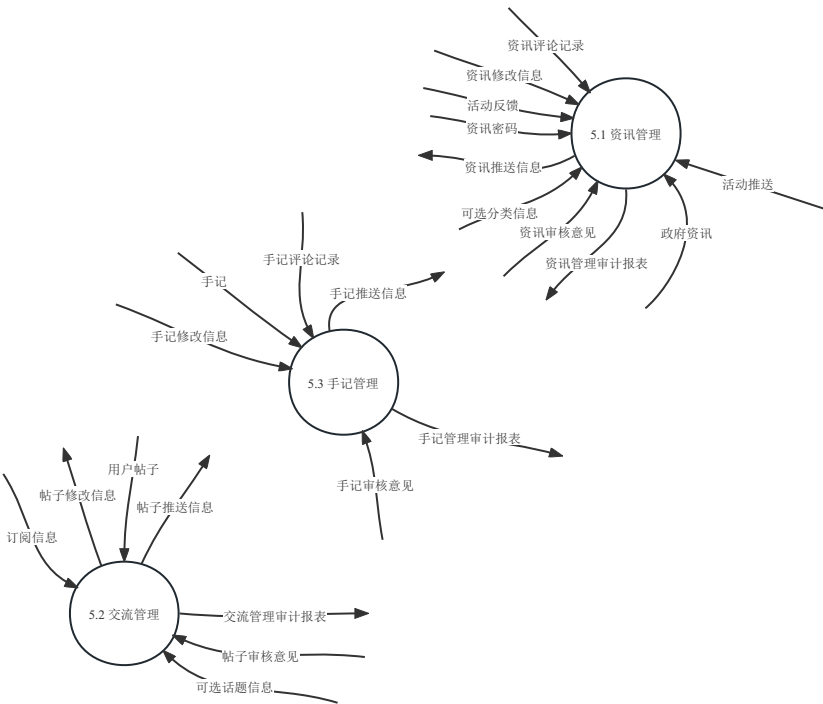 资讯评论记录
资讯修改信息
活动反馈
资讯密码
5.1 资讯管理
资讯推送信息
活动推送
可选分类信息
资讯审核意见
政府资讯
资讯管理审计报表
手记评论记录
手记
手记推送信息
手记修改信息
5.3 手记管理
手记管理审计报表
手记审核意见
用户帖子
帖子修改信息
帖子推送信息
订阅信息
5.2 交流管理
交流管理审计报表
帖子审核意见
可选话题信息